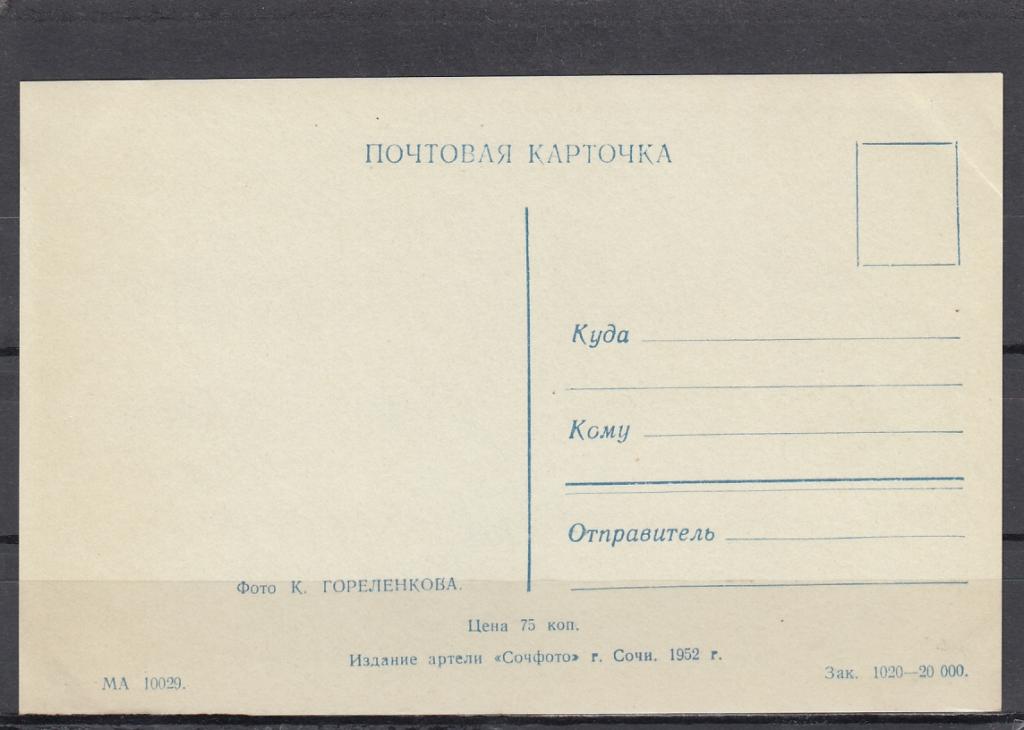 ПОЧТОВАЯ КАРТОЧКА
Куда
Кому
Отправитель
Фото К. ГОРЕЛЕНКОВА.
Цена 75 коп.
Издание артели «Сочфото» г. Сочи. 1952 г.
МА 10029.
Зак. 1020—20 000.